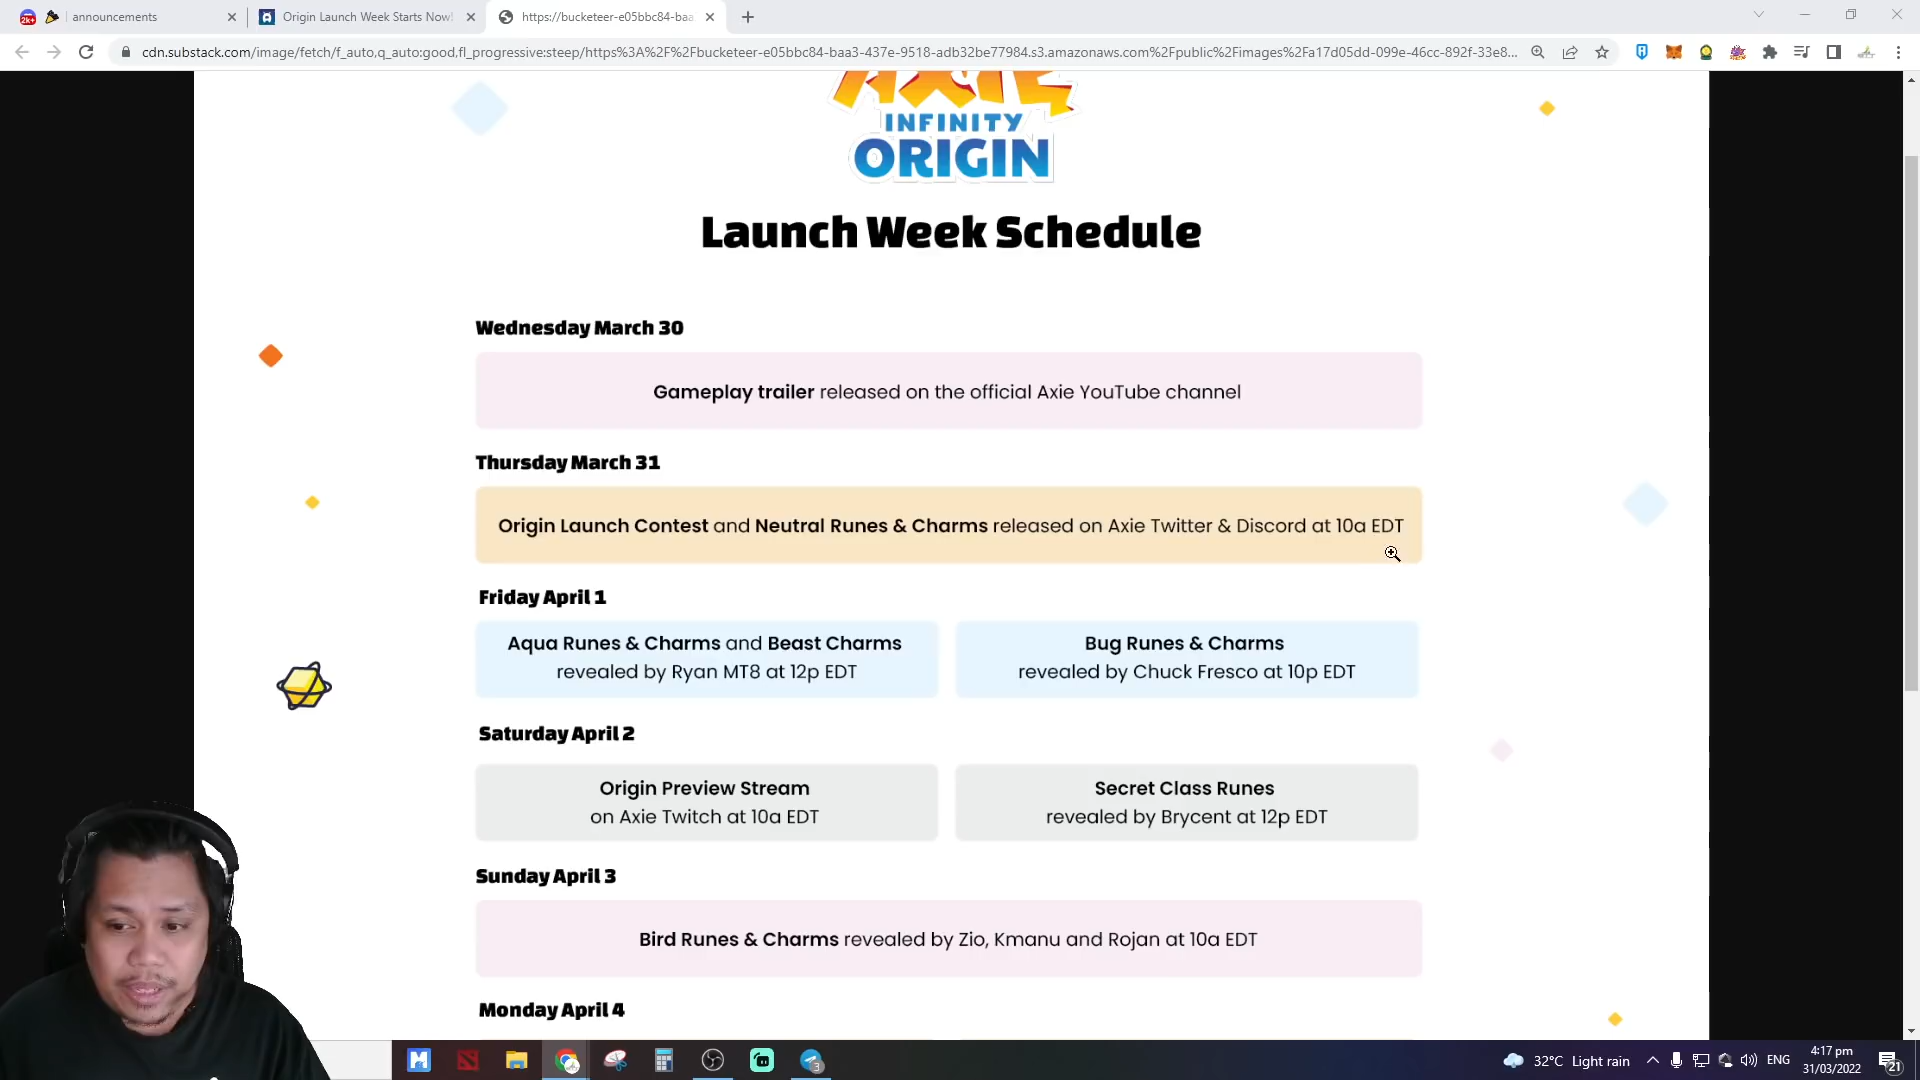 2k+
announcements
Origin Launch Week Starts Now!
https://bucketeer-e05bbc84-baa
cdn.substack.com/image/fetch/f_auto,q_auto:good,fl_progressive:steep/https%3A%2F%2Fbucketeer-e05bbc84-baa3-437e-9518-adb32be77984.s3.amazonaws.com%2Fpublic%2Fimages%2Fa17d05dd-099e-46cc-892f-33e8...
AXIE
INFINITY
ORIGIN
Launch Week Schedule
Wednesday March 30
Gameplay trailer released on the official Axie YouTube channel
Thursday March 31
Origin Launch Contest and Neutral Runes & Charms released on Axie Twitter & Discord at 10a EDT
Friday April 1
Aqua Runes & Charms and Beast Charms
revealed by Ryan MT8 at 12p EDT
Bug Runes & Charms
revealed by Chuck Fresco at 10p EDT
Saturday April 2
Origin Preview Stream
on Axie Twitch at 10a EDT
Secret Class Runes
revealed by Brycent at 12p EDT
Sunday April 3
Bird Runes & Charms revealed by Zio, Kmanu and Rojan at 10a EDT
Monday April 4
3
32°C Light rain
ENG
4:17 pm
31/03/2022
21